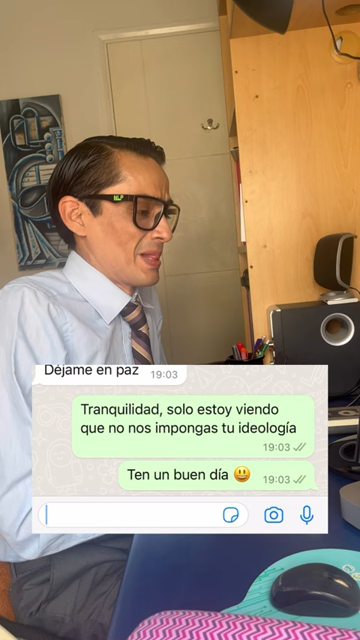 NLP
Déjame en paz 19:03
Tranquilidad, solo estoy viendo
que no nos impongas tu ideología
19:03
Ten un buen día 😃 19:03